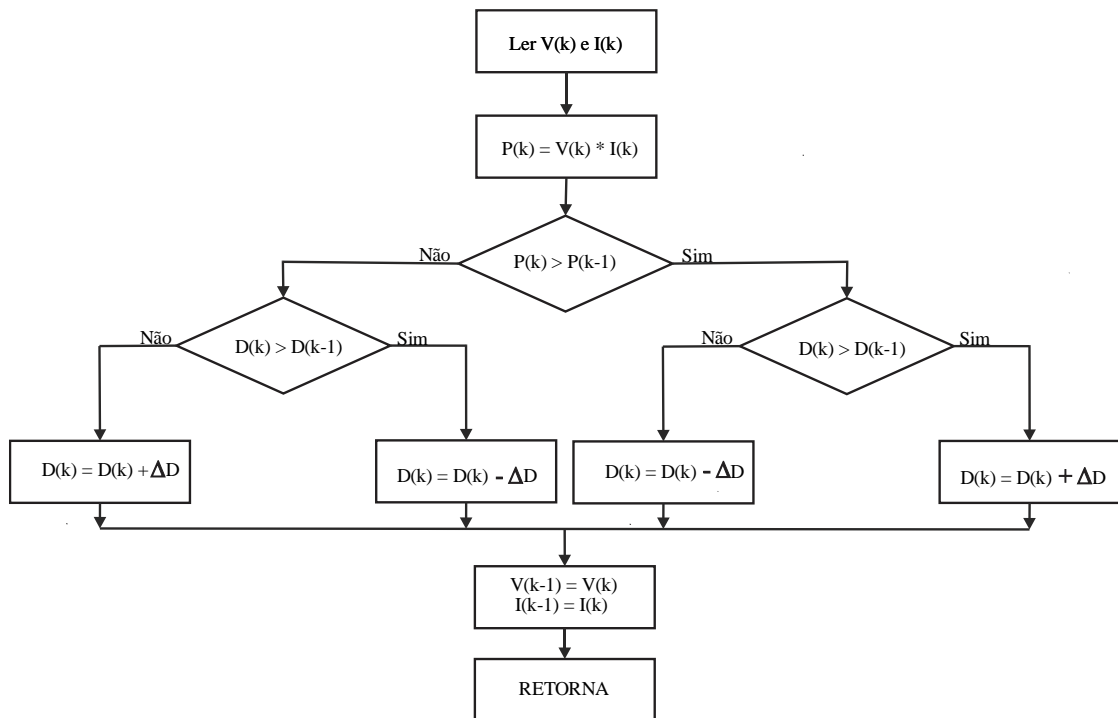 Ler V(k) e I(k)
P(k) = V(k) * I(k)
P(k) > P(k-1)
Não
Sim
D(k) > D(k-1)
Não
Sim
D(k) > D(k-1)
Não
Sim
D(k) = D(k) + ΔD
D(k) = D(k) - ΔD
D(k) = D(k) - ΔD
D(k) = D(k) + ΔD
V(k-1) = V(k)
I(k-1) = I(k)
RETORNA